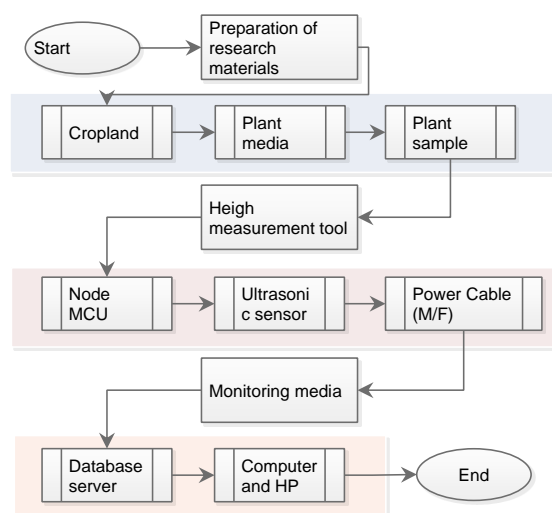 Start
Preparation of
research
materials
Cropland
Plant
media
Plant
sample
Heigh
measurement tool
Node
MCU
Ultrasoni
c sensor
Power Cable
(M/F)
Monitoring media
Database
server
Computer
and HP
End